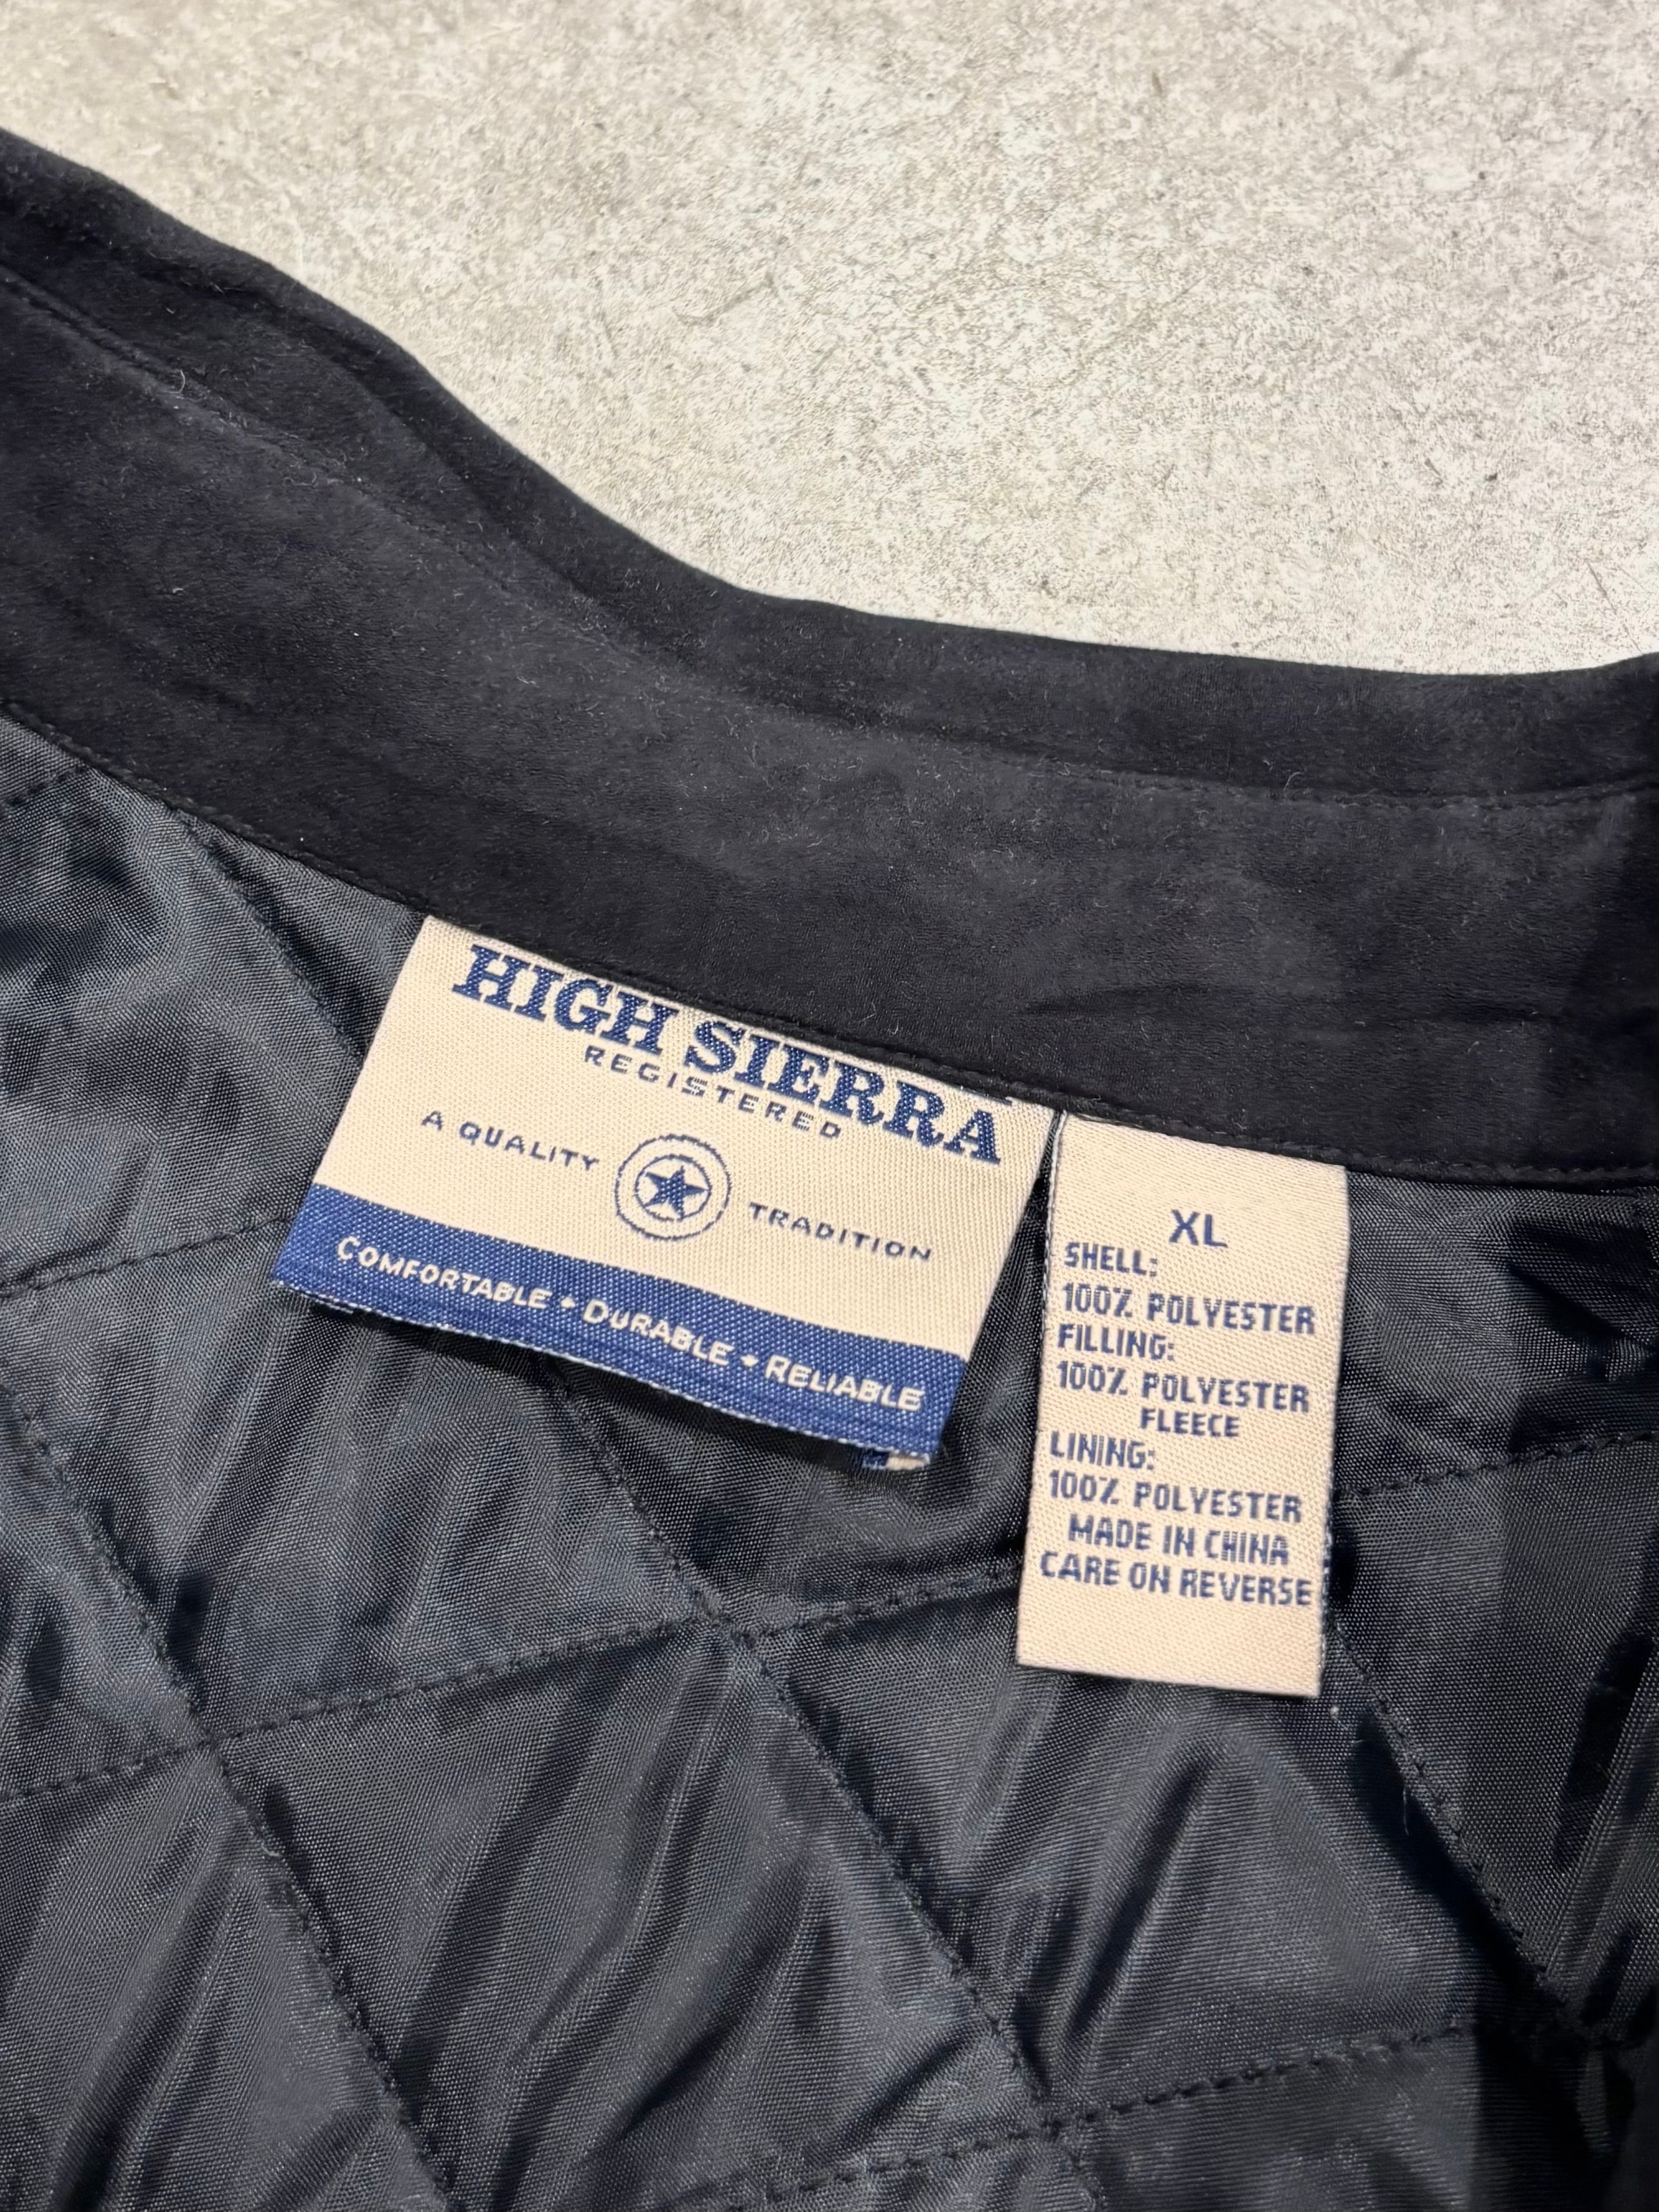 HIGH SIERRA
REGISTERED
A QUALITY TRADITION
COMFORTABLE • DURABLE • RELIABLE
XL
SHELL:
100% POLYESTER
FILLING:
100% POLYESTER
FLEECE
LINING:
100% POLYESTER
MADE IN CHINA
CARE ON REVERSE